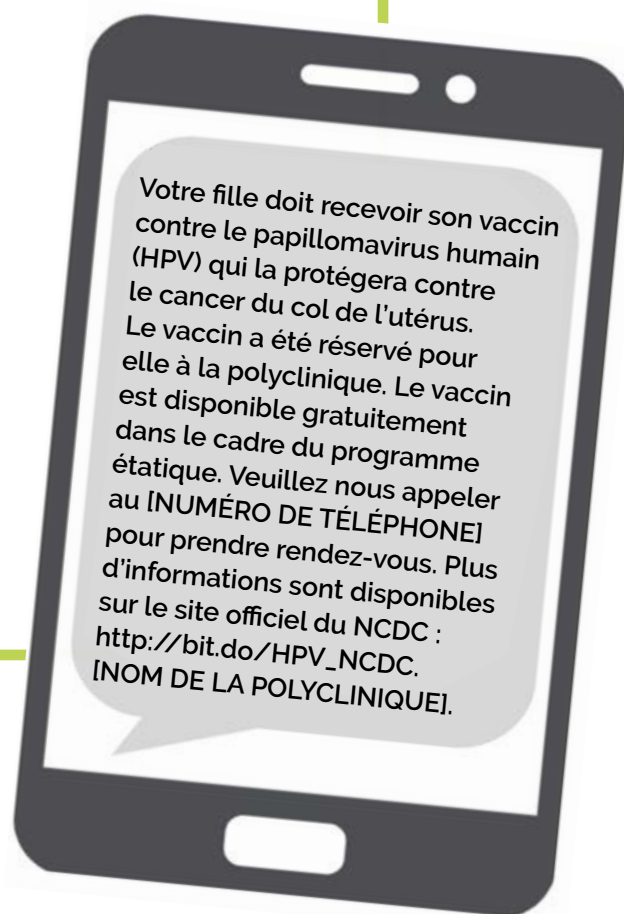 Votre fille doit recevoir son vaccin
contre le papillomavirus humain
(HPV) qui la protégera contre
le cancer du col de l'utérus.
Le vaccin a été réservé pour
elle à la polyclinique. Le vaccin
est disponible gratuitement
dans le cadre du programme
étatique. Veuillez nous appeler
au [NUMÉRO DE TÉLÉPHONE]
pour prendre rendez-vous. Plus
d'informations sont disponibles
sur le site officiel du NCDC :
http://bit.do/HPV_NCDC.
[NOM DE LA POLYCLINIQUE].